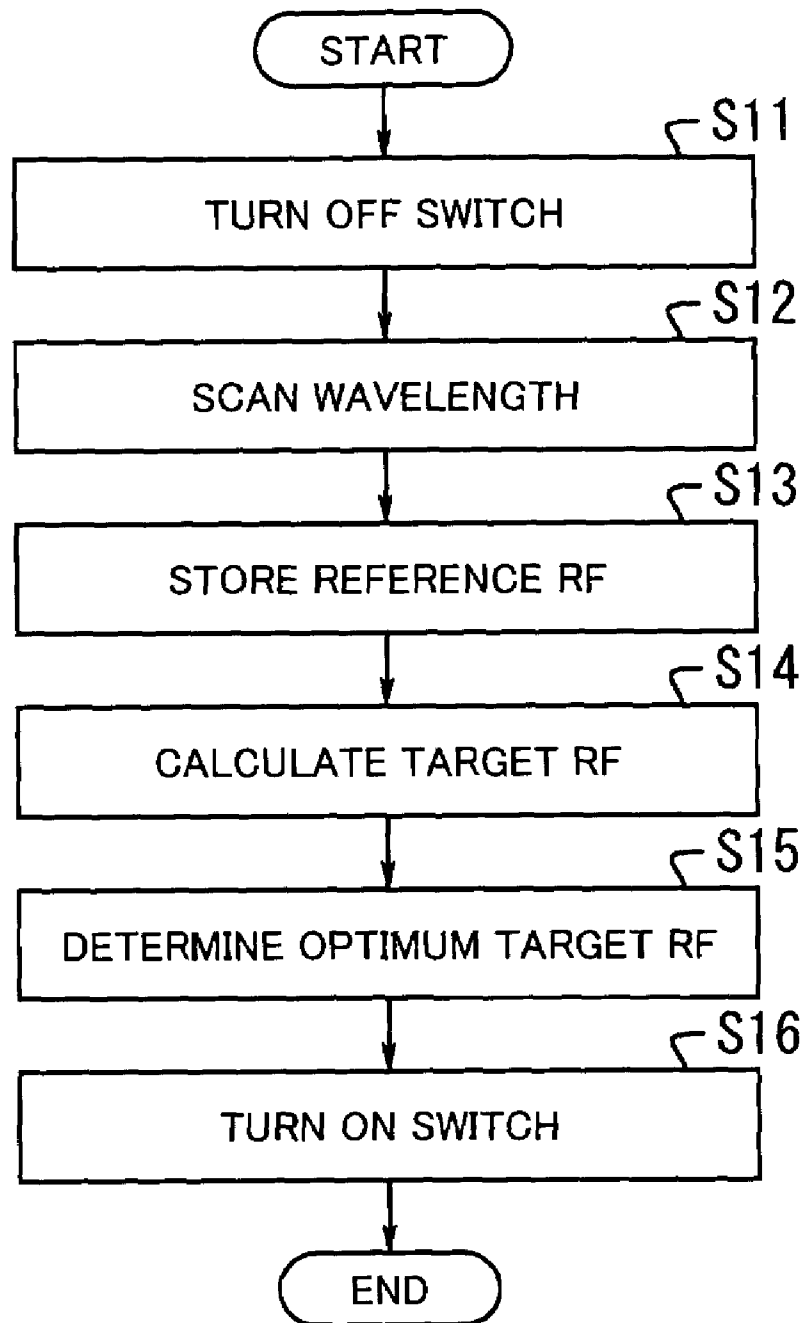 START
S11
TURN OFF SWITCH
S12
SCAN WAVELENGTH
S13
STORE REFERENCE RF
S14
CALCULATE TARGET RF
S15
DETERMINE OPTIMUM TARGET RF
S16
TURN ON SWITCH
END